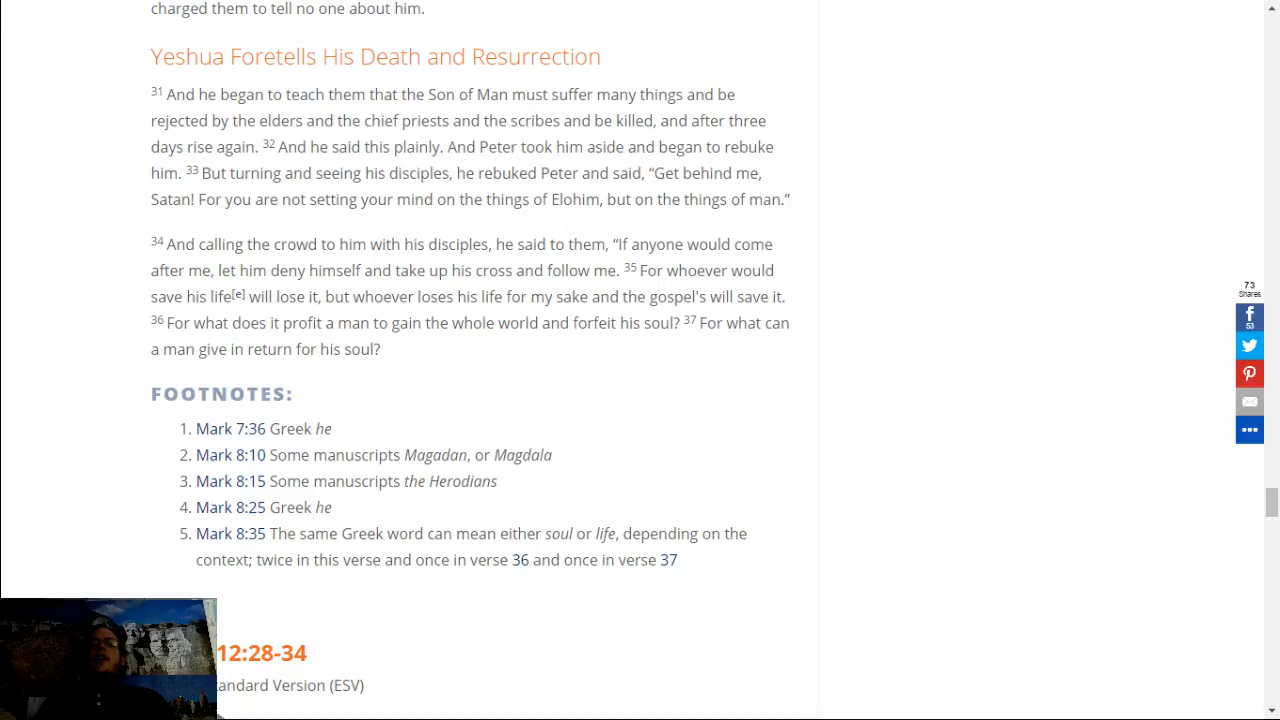 charged them to tell no one about him.
Yeshua Foretells His Death and Resurrection
31 And he began to teach them that the Son of Man must suffer many things and be
rejected by the elders and the chief priests and the scribes and be killed, and after three
days rise again. 32 And he said this plainly. And Peter took him aside and began to rebuke
him. 33 But turning and seeing his disciples, he rebuked Peter and said, “Get behind me,
Satan! For you are not setting your mind on the things of Elohim, but on the things of man.”
34 And calling the crowd to him with his disciples, he said to them, “If anyone would come
after me, let him deny himself and take up his cross and follow me. 35 For whoever would
save his life[e] will lose it, but whoever loses his life for my sake and the gospel's will save it.
36 For what does it profit a man to gain the whole world and forfeit his soul? 37 For what can
a man give in return for his soul?
FOOTNOTES:
1. Mark 7:36 Greek he
2. Mark 8:10 Some manuscripts Magadan, or Magdala
3. Mark 8:15 Some manuscripts the Herodians
4. Mark 8:25 Greek he
5. Mark 8:35 The same Greek word can mean either soul or life, depending on the
context; twice in this verse and once in verse 36 and once in verse 37
12:28-34
andard Version (ESV)
73
Shares
53